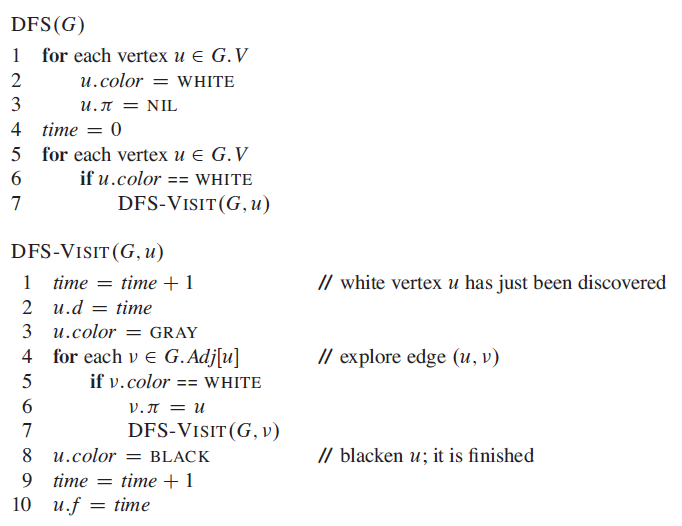 DFS(G)
1 for each vertex u ∈ G.V
2 u.color = WHITE
3 u.π = NIL
4 time = 0
5 for each vertex u ∈ G.V
6 if u.color == WHITE
7 DFS-VISIT(G, u)
DFS-VISIT(G, u)
1 time = time + 1 // white vertex u has just been discovered
2 u.d = time
3 u.color = GRAY
4 for each v ∈ G.Adj[u] // explore edge (u, v)
5 if v.color == WHITE
6 v.π = u
7 DFS-VISIT(G, v)
8 u.color = BLACK // blacken u; it is finished
9 time = time + 1
10 u.f = time